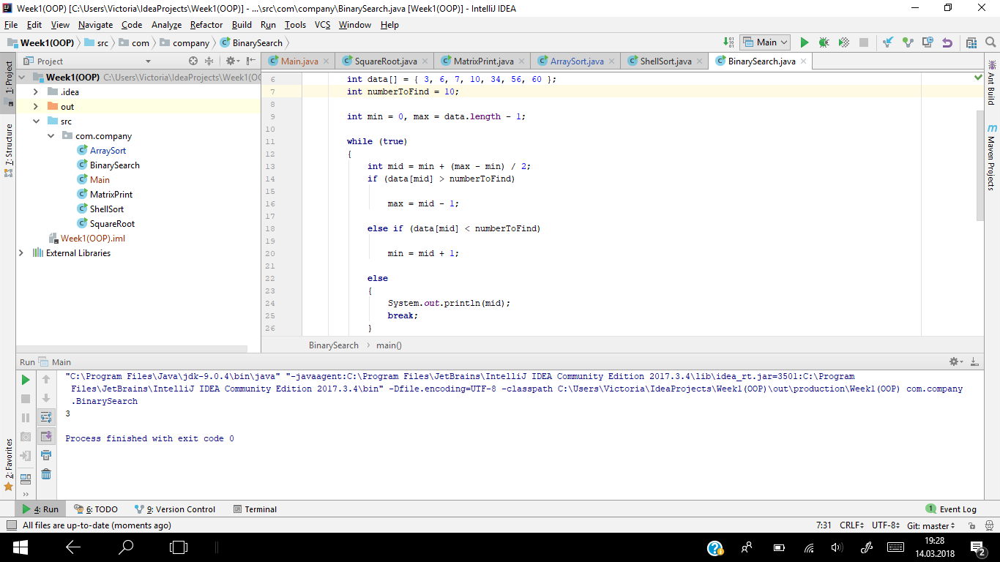 Week1(OOP) [C:\Users\Victoria\IdeaProjects\Week1(OOP)] - ...\src\com\company\BinarySearch.java [Week1(OOP)] - IntelliJ IDEA
File Edit View Navigate Code Analyze Refactor Build Run Tools VCS Window Help
Week1(OOP) src com company BinarySearch Main
Project
Main.java SquareRoot.java MatrixPrint.java ArraySort.java ShellSort.java BinarySearch.java
1: Project
7: Structure
2: Favorites
Week1(OOP) C:\Users\Victoria\IdeaProjects\Week1(OO
.idea
out
src
com.company
ArraySort
BinarySearch
Main
MatrixPrint
ShellSort
SquareRoot
Week1(OOP).iml
External Libraries
6 int data[] = { 3, 6, 7, 10, 34, 56, 60 };
7 int numberToFind = 10;
8
9 int min = 0, max = data.length - 1;
10
11 while (true)
12 {
13 int mid = min + (max - min) / 2;
14 if (data[mid] > numberToFind)
15
16 max = mid - 1;
17
18 else if (data[mid] < numberToFind)
19
20 min = mid + 1;
21
22 else
23 {
24 System.out.println(mid);
25 break;
26 }
BinarySearch main()
Ant Build
m Maven Projects
Run Main
"C:\Program Files\Java\jdk-9.0.4\bin\java" "-javaagent:C:\Program Files\JetBrains\IntelliJ IDEA Community Edition 2017.3.4\lib\idea_rt.jar=3501:C:\Program
Files\JetBrains\IntelliJ IDEA Community Edition 2017.3.4\bin" -Dfile.encoding=UTF-8 -classpath C:\Users\Victoria\IdeaProjects\Week1(OOP)\out\production\Week1(OOP) com.company
.BinarySearch
3
Process finished with exit code 0
4: Run 6: TODO 9: Version Control Terminal 1 Event Log
All files are up-to-date (moments ago) 7:31 CRLF UTF-8 Git: master
19:28
14.03.2018
2